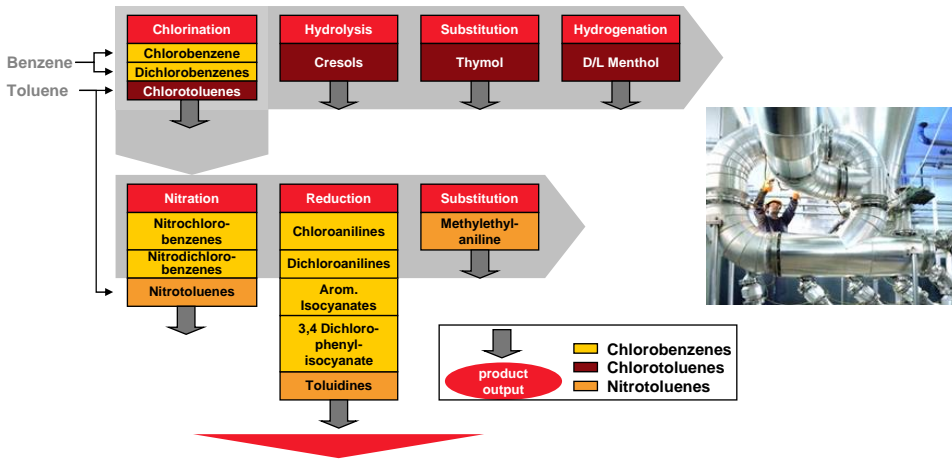 Benzene
Toluene
Chlorination
Chlorobenzene
Dichlorobenzenes
Chlorotoluenes
Hydrolysis
Cresols
Substitution
Thymol
Hydrogenation
D/L Menthol
Nitration
Nitrochloro-
benzenes
Nitrodichloro-
benzenes
Nitrotoluenes
Reduction
Chloroanilines
Dichloroanilines
Arom.
Isocyanates
3,4 Dichloro-
phenyl-
isocyanate
Toluidines
Substitution
Methylethyl-
aniline
product
output
Chlorobenzenes
Chlorotoluenes
Nitrotoluenes